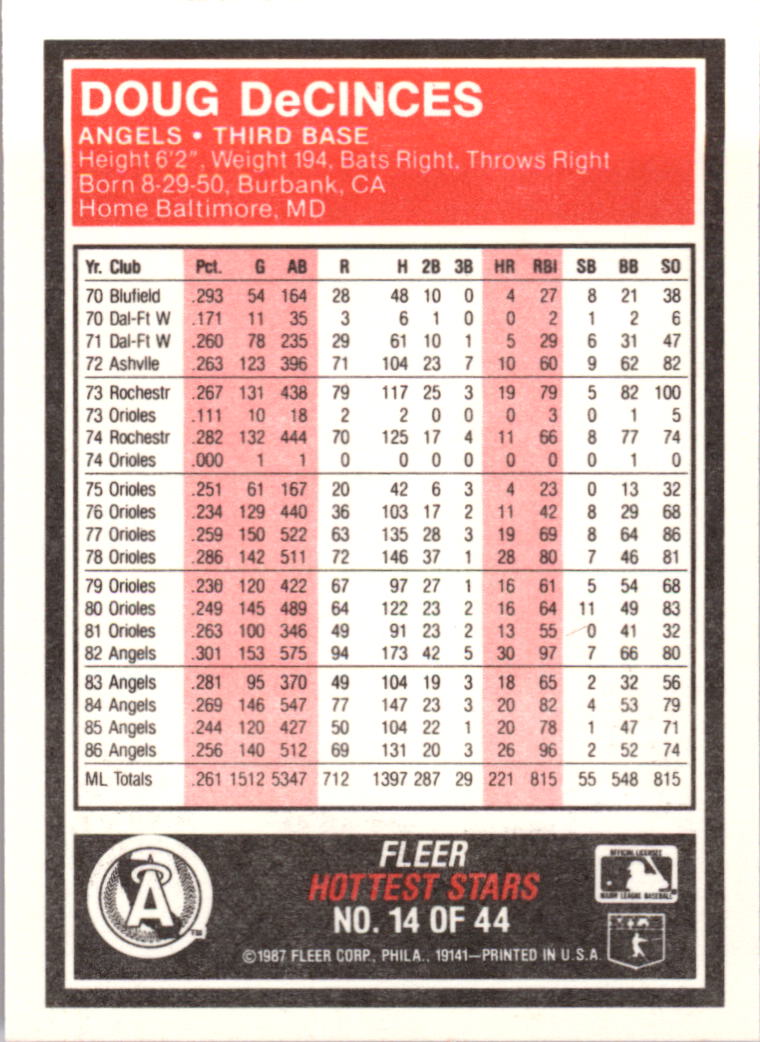 DOUG DeCINCES
ANGELS • THIRD BASE
Height 6'2", Weight 194, Bats Right, Throws Right
Born 8-29-50, Burbank, CA
Home Baltimore, MD
Yr. Club Pct. G AB R H 2B 3B HR RBI SB BB SO
70 Blufield .293 54 164 28 48 10 0 4 27 8 21 38
70 Dal-Ft W .171 11 35 3 6 1 0 0 2 1 2 6
71 Dal-Ft W .260 78 235 29 61 10 1 5 29 6 31 47
72 Ashvlle .263 123 396 71 104 23 7 10 60 9 62 82
73 Rochestr .267 131 438 79 117 25 3 19 79 5 82 100
73 Orioles .111 10 18 2 2 0 0 0 3 0 1 5
74 Rochestr .282 132 444 70 125 17 4 11 66 8 77 74
74 Orioles .000 1 1 0 0 0 0 0 0 0 1 0
75 Orioles .251 61 167 20 42 6 3 4 23 0 13 32
76 Orioles .234 129 440 36 103 17 2 11 42 8 29 68
77 Orioles .259 150 522 63 135 28 3 19 69 8 64 86
78 Orioles .286 142 511 72 146 37 1 28 80 7 46 81
79 Orioles .230 120 422 67 97 27 1 16 61 5 54 68
80 Orioles .249 145 489 64 122 23 2 16 64 11 49 83
81 Orioles .263 100 346 49 91 23 2 13 55 0 41 32
82 Angels .301 153 575 94 173 42 5 30 97 7 66 80
83 Angels .281 95 370 49 104 19 3 18 65 2 32 56
84 Angels .269 146 547 77 147 23 3 20 82 4 53 79
85 Angels .244 120 427 50 104 22 1 20 78 1 47 71
86 Angels .256 140 512 69 131 20 3 26 96 2 52 74
ML Totals .261 1512 5347 712 1397 287 29 221 815 55 548 815
A
TM
FLEER
HOTTEST STARS
NO. 14 OF 44
©1987 FLEER CORP., PHILA., 19141—PRINTED IN U.S.A.
OFFICIAL LICENSEE
MAJOR LEAGUE BASEBALL